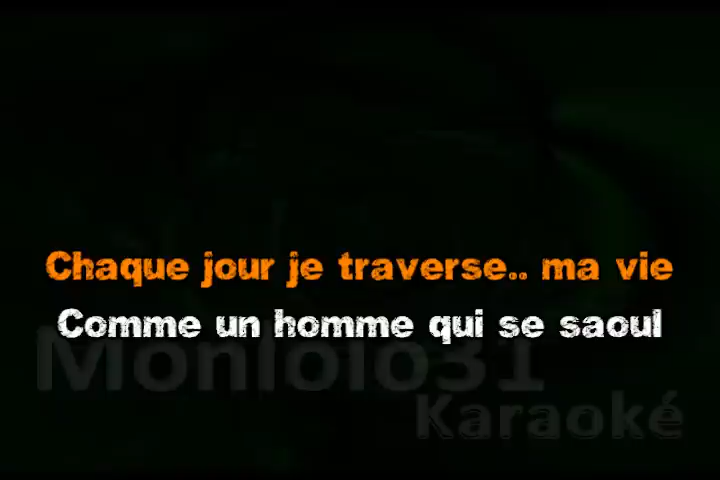 Chaque jour je traverse.. ma vie
Comme un homme qui se saoul
Monlolo31
Karaoké